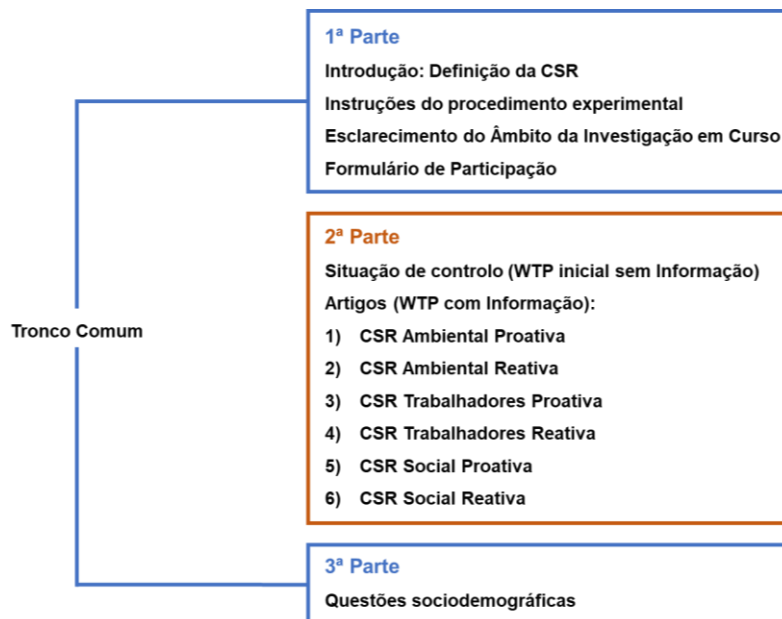 1ª Parte
Introdução: Definição da CSR
Instruções do procedimento experimental
Esclarecimento do Âmbito da Investigação em Curso
Formulário de Participação
2ª Parte
Situação de controlo (WTP inicial sem Informação)
Artigos (WTP com Informação):
1) CSR Ambiental Proativa
2) CSR Ambiental Reativa
3) CSR Trabalhadores Proativa
4) CSR Trabalhadores Reativa
5) CSR Social Proativa
6) CSR Social Reativa
Tronco Comum
3ª Parte
Questões sociodemográficas